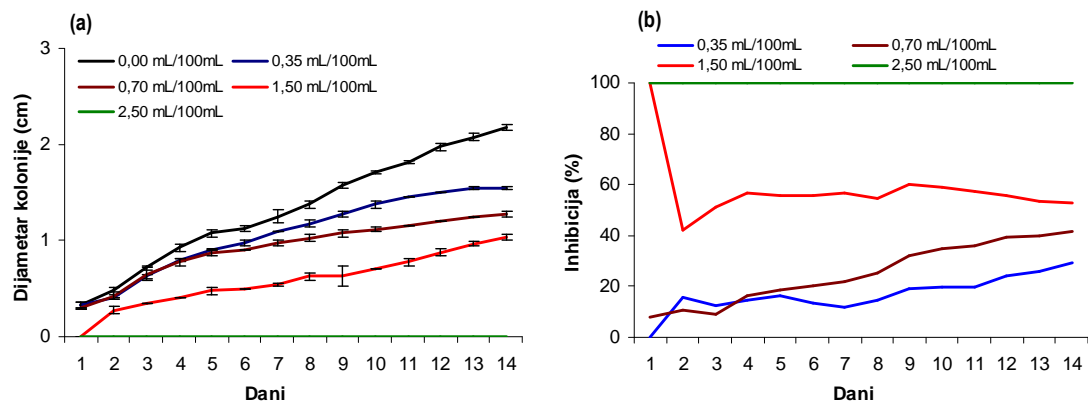 (a)
0,00 mL/100mL 0,35 mL/100mL
0,70 mL/100mL 1,50 mL/100mL
2,50 mL/100mL
Dijametar kolonije (cm)
3
2
1
0
1 2 3 4 5 6 7 8 9 10 11 12 13 14
Dani
(b)
0,35 mL/100mL 0,70 mL/100mL
1,50 mL/100mL 2,50 mL/100mL
Inhibicija (%)
100
80
60
40
20
0
1 2 3 4 5 6 7 8 9 10 11 12 13 14
Dani